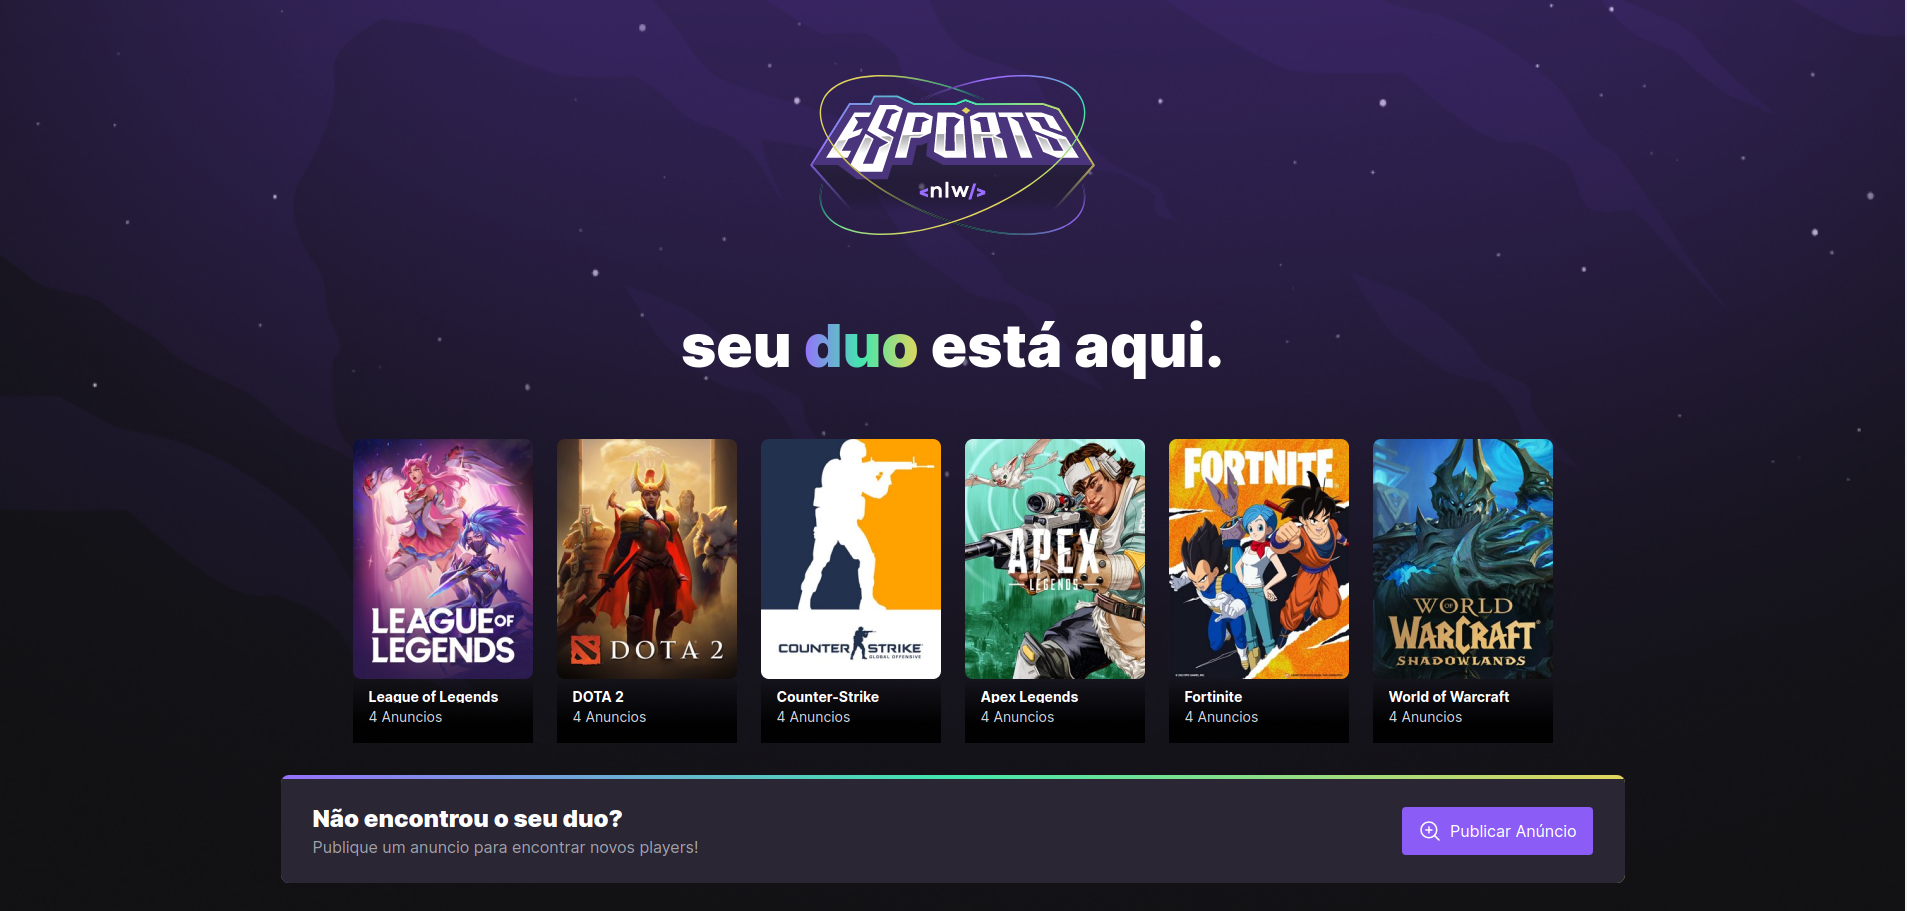 ESPORTS
<nlw/>
seu duo está aqui.
LEAGUE OF
LEGENDS
DOTA 2
COUNTER STRIKE
GLOBAL OFFENSIVE
APEX
LEGENDS
FORTNITE
WORLD
OF
WARCRAFT
SHADOWLANDS
League of Legends
4 Anuncios
DOTA 2
4 Anuncios
Counter-Strike
4 Anuncios
Apex Legends
4 Anuncios
Fortinite
4 Anuncios
World of Warcraft
4 Anuncios
Não encontrou o seu duo?
Publique um anuncio para encontrar novos players!
Publicar Anúncio